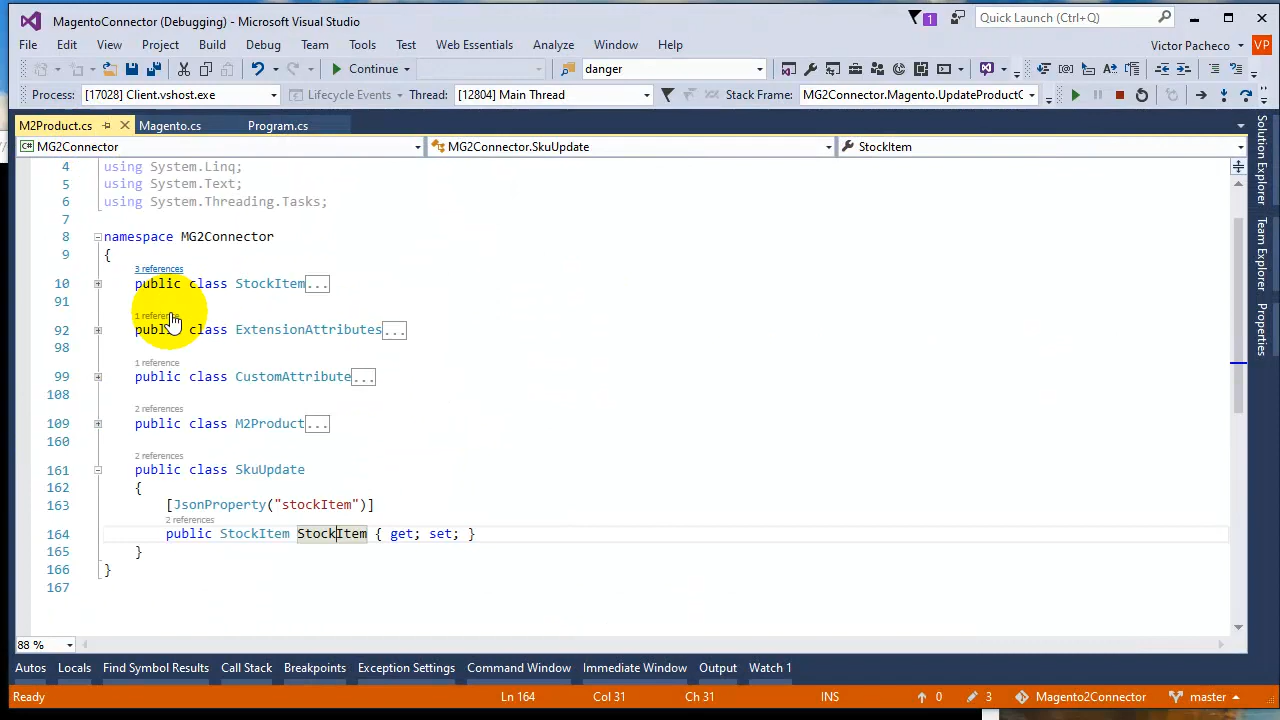 MagentoConnector (Debugging) - Microsoft Visual Studio
1
Quick Launch (Ctrl+Q)
File Edit View Project Build Debug Team Tools Test Web Essentials Analyze Window Help
Victor Pacheco VP
Continue danger
Process: [17028] Client.vshost.exe Lifecycle Events Thread: [12804] Main Thread Stack Frame: MG2Connector.Magento.UpdateProductC
M2Product.cs Magento.cs Program.cs
C# MG2Connector MG2Connector.SkuUpdate StockItem
4 using System.Linq;
5 using System.Text;
6 using System.Threading.Tasks;
7
8 namespace MG2Connector
9 {
3 references
10 public class StockItem...
91
1 reference
92 public class ExtensionAttributes...
98
1 reference
99 public class CustomAttribute...
108
2 references
109 public class M2Product...
160
2 references
161 public class SkuUpdate
162 {
163 [JsonProperty("stockItem")]
2 references
164 public StockItem StockItem { get; set; }
165 }
166 }
167
88 %
Solution Explorer
Team Explorer
Properties
Autos Locals Find Symbol Results Call Stack Breakpoints Exception Settings Command Window Immediate Window Output Watch 1
Ready Ln 164 Col 31 Ch 31 INS 0 3 Magento2Connector master